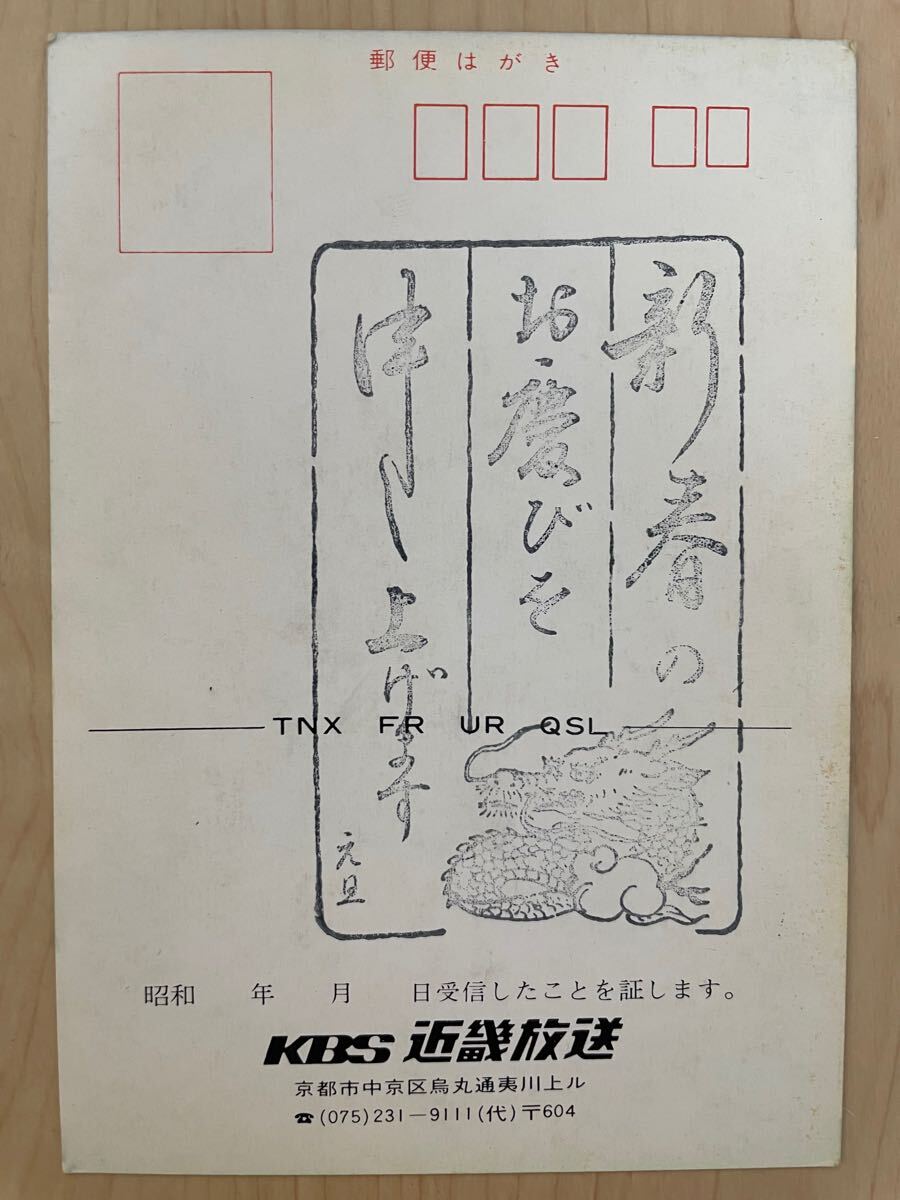 郵便はがき
新春の
お慶びを
申し上げます
元旦
TNX FR UR QSL
昭和 年 月 日受信したことを証します。
KBS 近畿放送
京都市中京区烏丸通夷川上ル
☎(075)231－9111(代)〒604